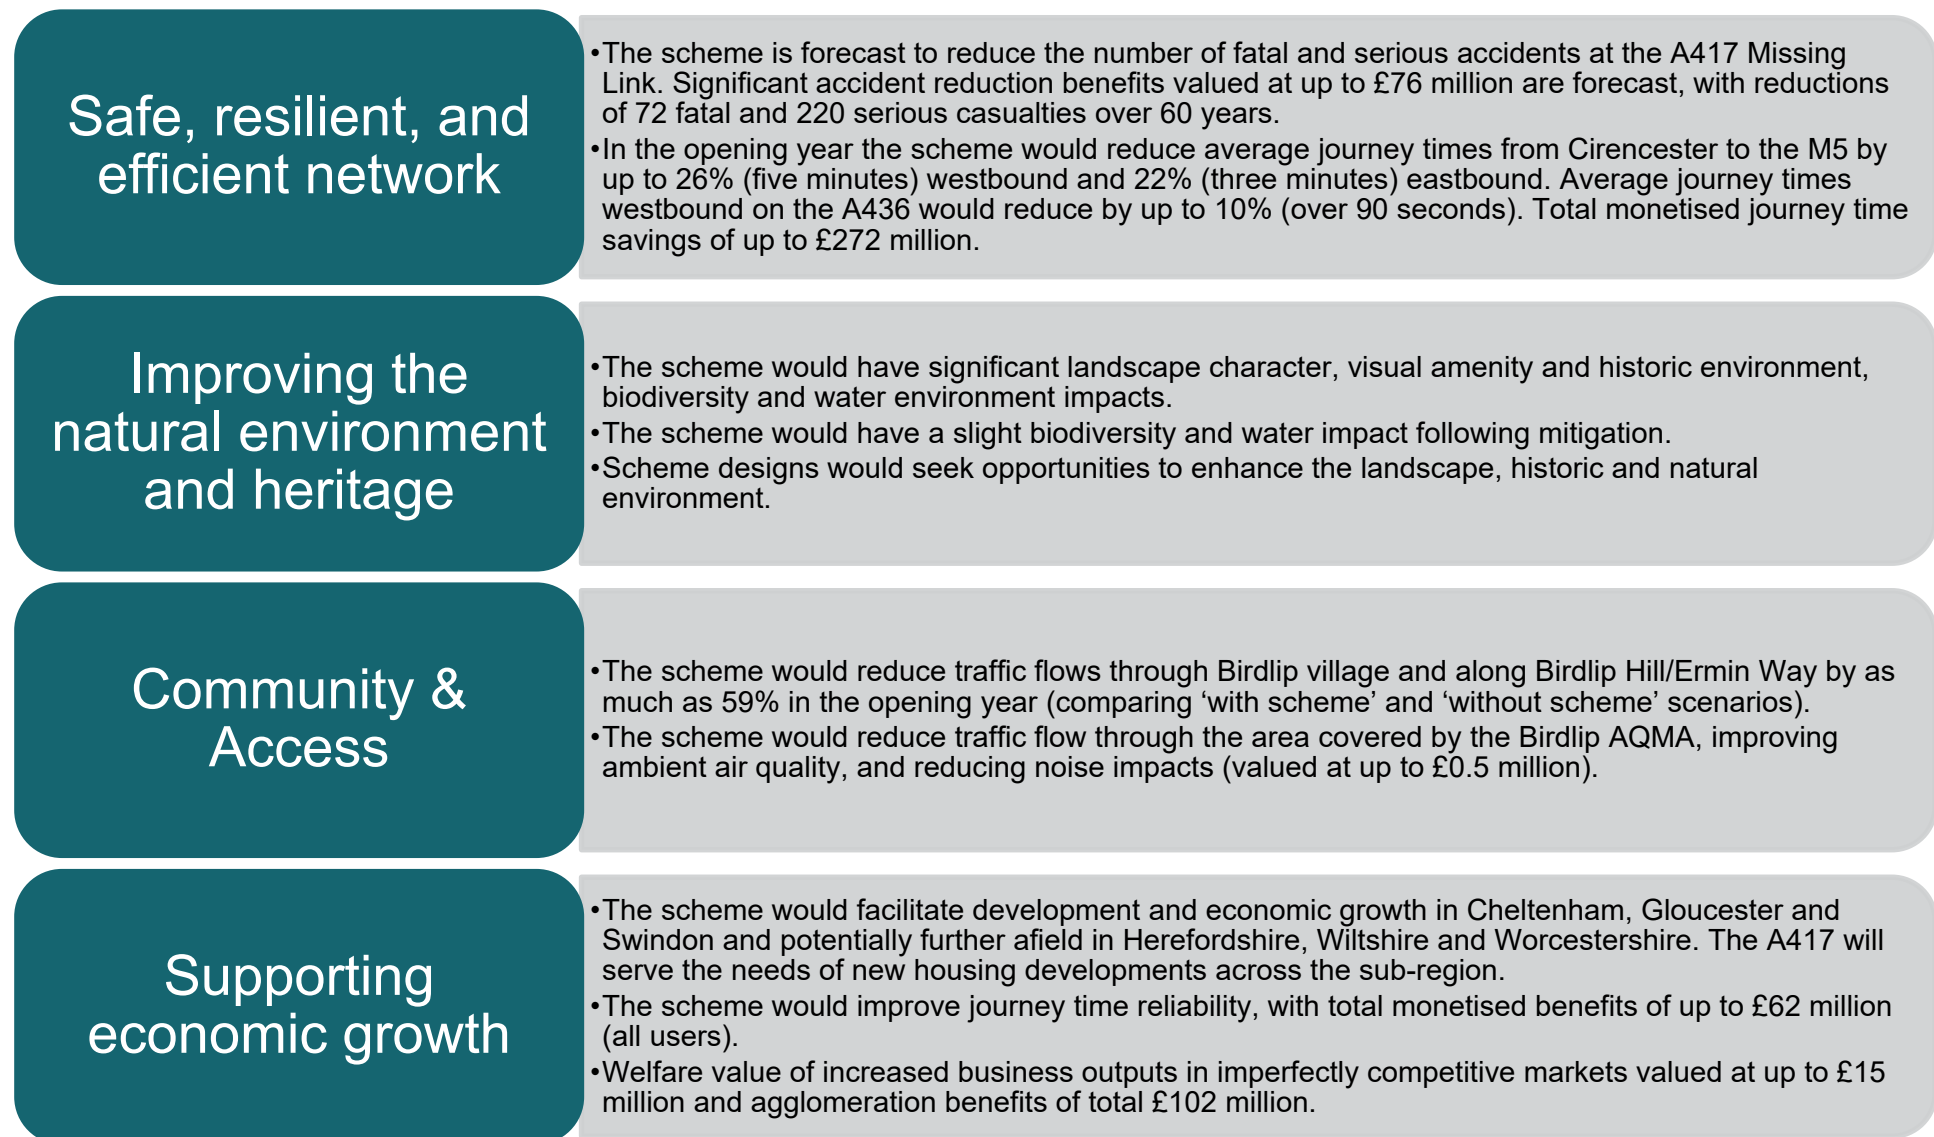 Safe, resilient, and
efficient network
•The scheme is forecast to reduce the number of fatal and serious accidents at the A417 Missing
Link. Significant accident reduction benefits valued at up to £76 million are forecast, with reductions
of 72 fatal and 220 serious casualties over 60 years.
•In the opening year the scheme would reduce average journey times from Cirencester to the M5 by
up to 26% (five minutes) westbound and 22% (three minutes) eastbound. Average journey times
westbound on the A436 would reduce by up to 10% (over 90 seconds). Total monetised journey time
savings of up to £272 million.
Improving the
natural environment
and heritage
•The scheme would have significant landscape character, visual amenity and historic environment,
biodiversity and water environment impacts.
•The scheme would have a slight biodiversity and water impact following mitigation.
•Scheme designs would seek opportunities to enhance the landscape, historic and natural
environment.
Community &
Access
•The scheme would reduce traffic flows through Birdlip village and along Birdlip Hill/Ermin Way by as
much as 59% in the opening year (comparing ‘with scheme’ and ‘without scheme’ scenarios).
•The scheme would reduce traffic flow through the area covered by the Birdlip AQMA, improving
ambient air quality, and reducing noise impacts (valued at up to £0.5 million).
Supporting
economic growth
•The scheme would facilitate development and economic growth in Cheltenham, Gloucester and
Swindon and potentially further afield in Herefordshire, Wiltshire and Worcestershire. The A417 will
serve the needs of new housing developments across the sub-region.
•The scheme would improve journey time reliability, with total monetised benefits of up to £62 million
(all users).
•Welfare value of increased business outputs in imperfectly competitive markets valued at up to £15
million and agglomeration benefits of total £102 million.